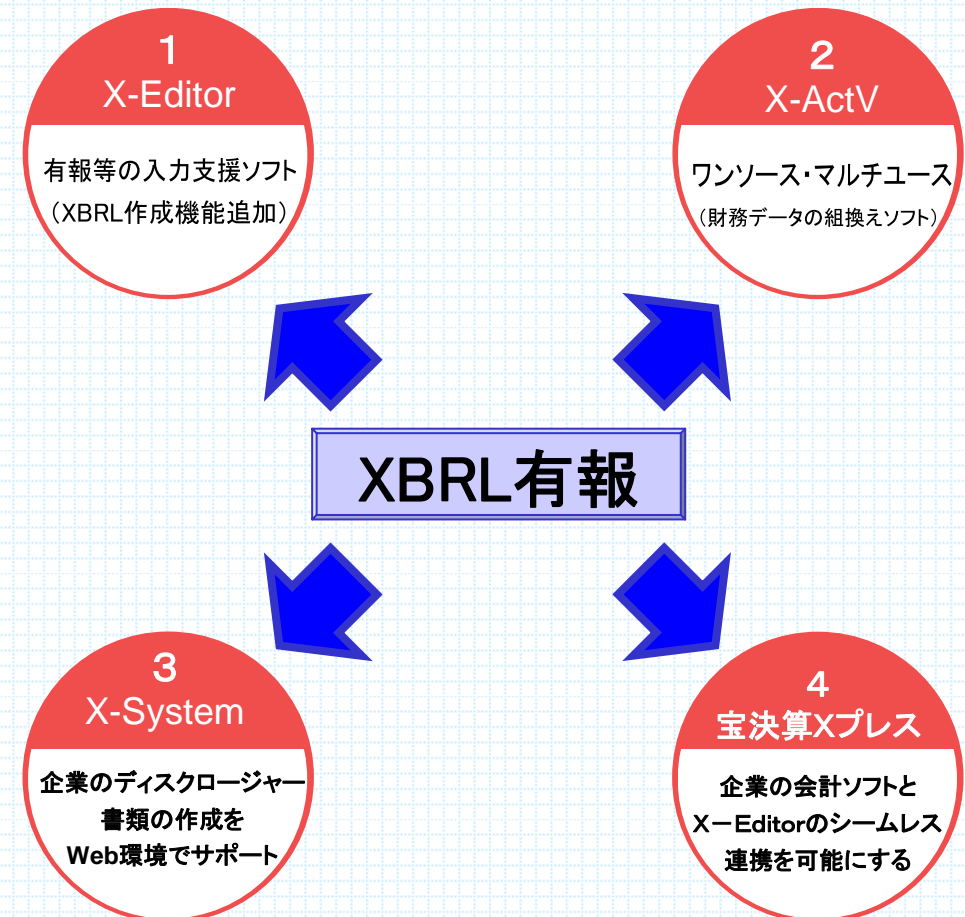 1
X-Editor
有報等の入力支援ソフト
（XBRL作成機能追加）
2
X-ActV
ワンソース・マルチユース
（財務データの組換えソフト）
XBRL有報
3
X-System
企業のディスクロージャー
書類の作成を
Web環境でサポート
4
宝決算Xプレス
企業の会計ソフトと
X－Editorのシームレス
連携を可能にする